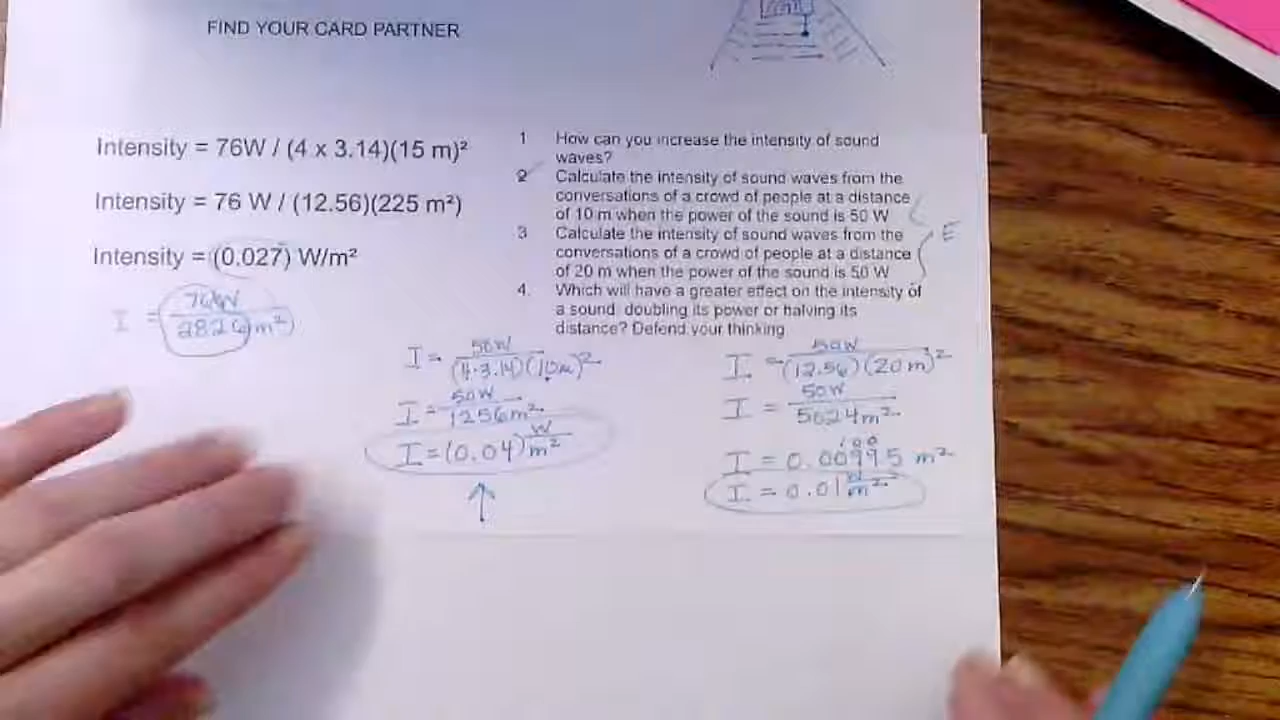 FIND YOUR CARD PARTNER
Intensity = 76W / (4 x 3.14)(15 m)²
Intensity = 76 W / (12.56)(225 m²)
Intensity = (0.027) W/m²
I = 76W
2826 m²)
1 How can you increase the intensity of sound
waves?
2 Calculate the intensity of sound waves from the
conversations of a crowd of people at a distance
of 10 m when the power of the sound is 50 W
3 Calculate the intensity of sound waves from the
conversations of a crowd of people at a distance
of 20 m when the power of the sound is 50 W
E
4. Which will have a greater effect on the intensity of
a sound doubling its power or halving its
distance? Defend your thinking
I = 50W
(4·3.14)(10m)²
I = 50W
1256m²
I = (0.04) W
m²
I = 50W
(12.56)(20m)²
I = 50W
5024m²
I = 0.00995 m²
I = 0.01 W
m²